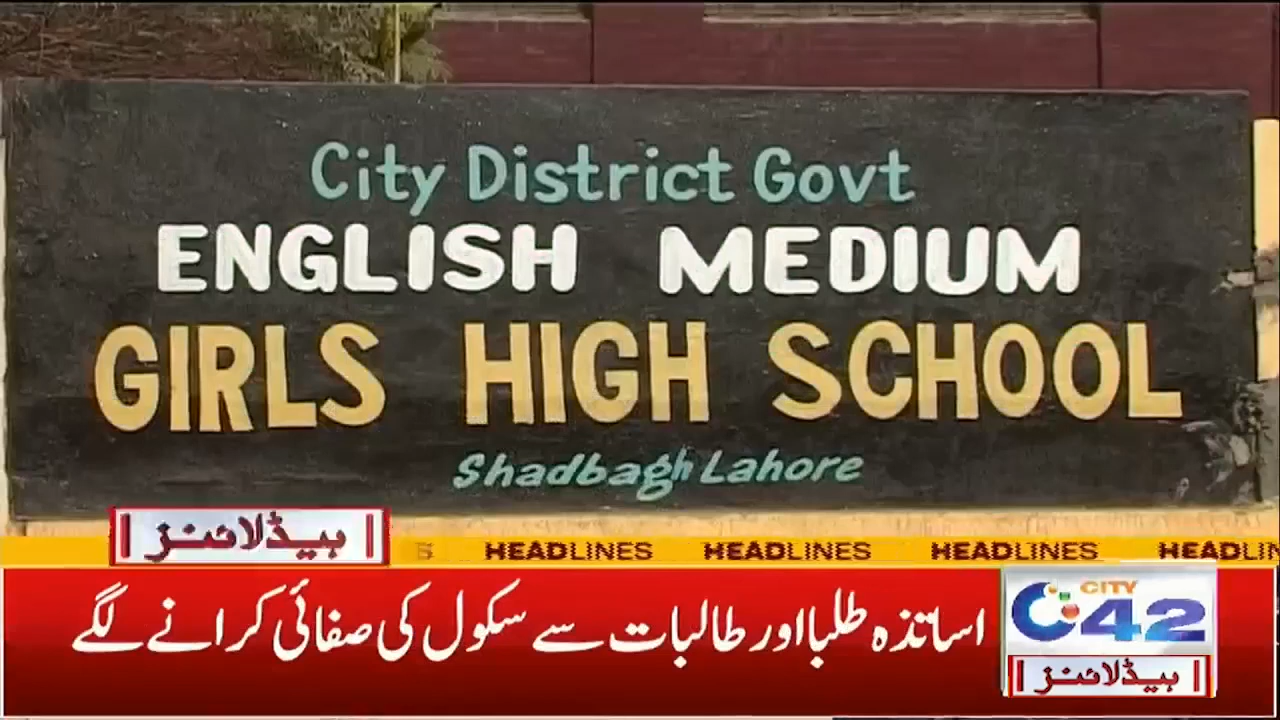 City District Govt
ENGLISH MEDIUM
GIRLS HIGH SCHOOL
Shadbagh Lahore
ہیڈلائنز
HEADLINES HEADLINES HEADLINES HEADLIN
اساتذہ طلبا اور طالبات سے سکول کی صفائی کرانے لگے
CITY
42
ہیڈلائنز